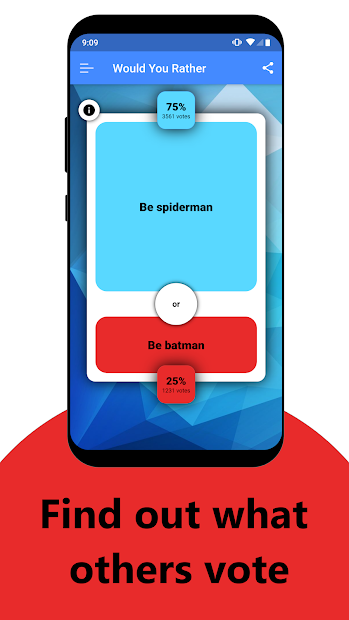 9:09
Would You Rather
75%
3561 votes
Be spiderman
or
Be batman
25%
1231 votes
Find out what
others vote